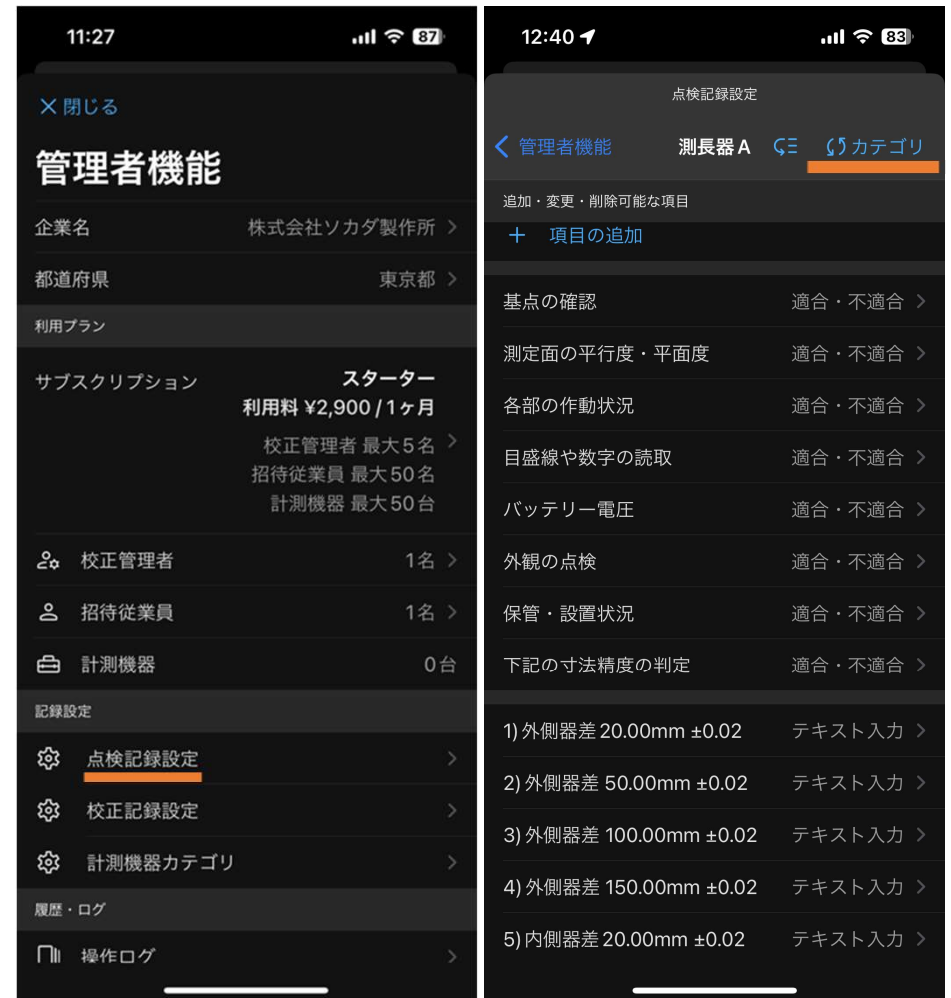 11:27
87
閉じる
管理者機能
企業名 株式会社ソカダ製作所
都道府県 東京都
利用プラン
サブスクリプション スターター
利用料 ¥2,900 / 1ヶ月
校正管理者 最大5名
招待従業員 最大50名
計測機器 最大50台
校正管理者 1名
招待従業員 1名
計測機器 0台
記録設定
点検記録設定
校正記録設定
計測機器カテゴリ
履歴・ログ
操作ログ
12:40
83
点検記録設定
管理者機能 測長器A カテゴリ
追加・変更・削除可能な項目
+ 項目の追加
基点の確認 適合・不適合
測定面の平行度・平面度 適合・不適合
各部の作動状況 適合・不適合
目盛線や数字の読取 適合・不適合
バッテリー電圧 適合・不適合
外観の点検 適合・不適合
保管・設置状況 適合・不適合
下記の寸法精度の判定 適合・不適合
1) 外側器差 20.00mm ±0.02 テキスト入力
2) 外側器差 50.00mm ±0.02 テキスト入力
3) 外側器差 100.00mm ±0.02 テキスト入力
4) 外側器差 150.00mm ±0.02 テキスト入力
5) 内側器差 20.00mm ±0.02 テキスト入力